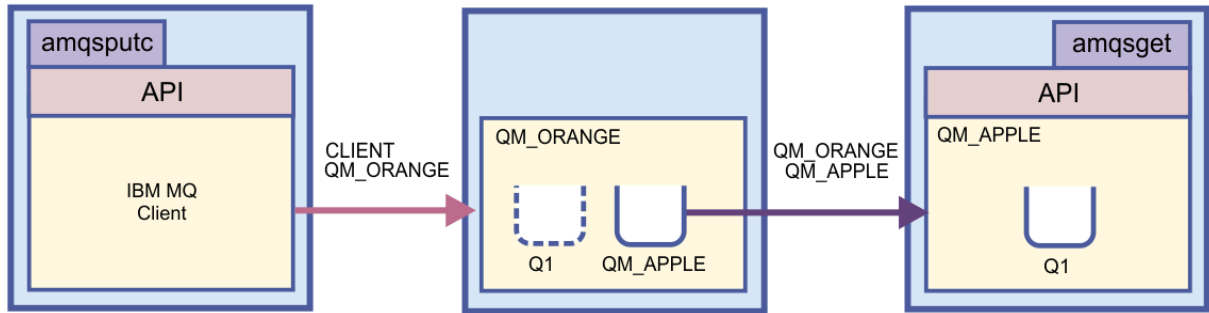 amqsputc
API
IBM MQ
Client
CLIENT
QM_ORANGE
QM_ORANGE
Q1
QM_APPLE
QM_ORANGE
QM_APPLE
amqsget
API
QM_APPLE
Q1